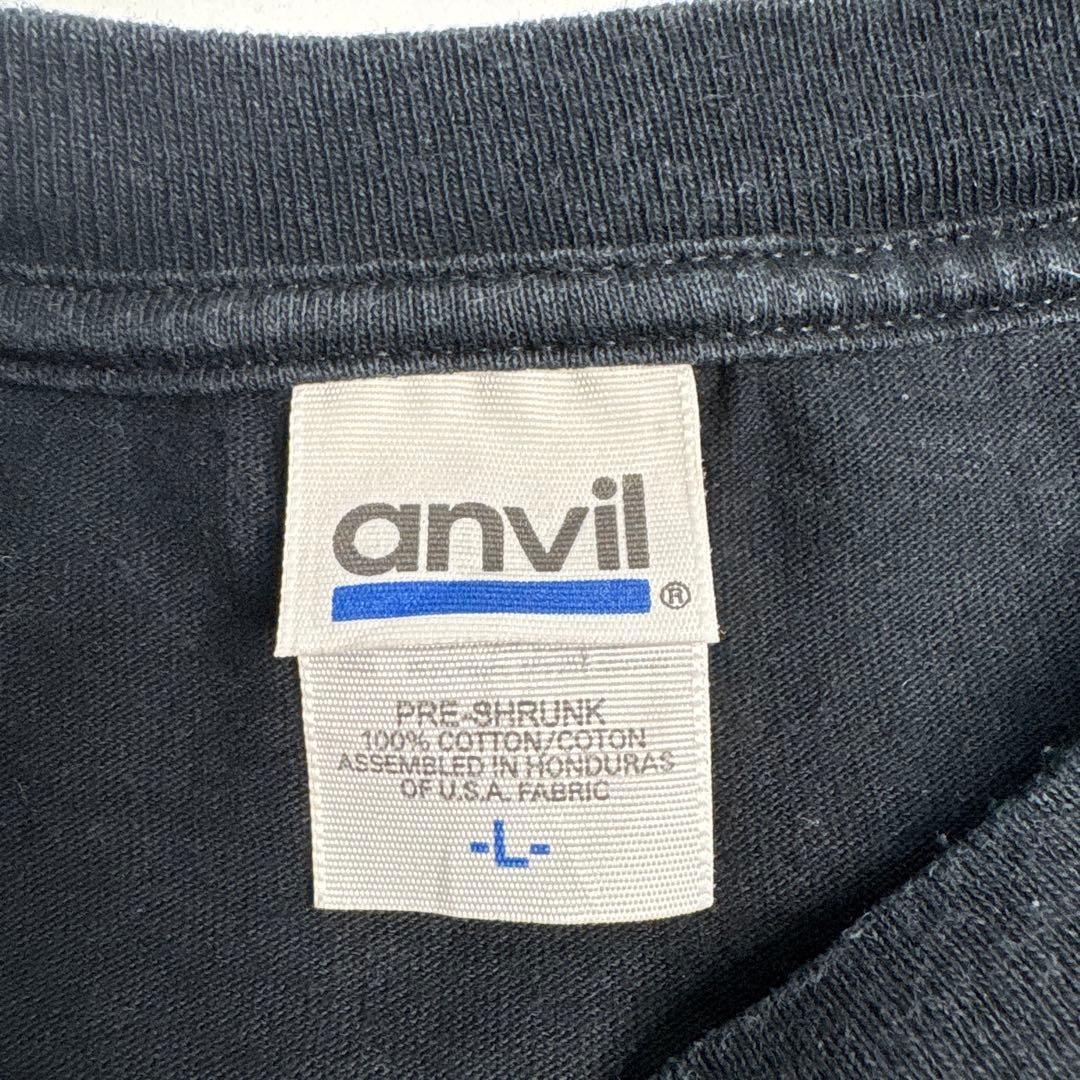 anvil
®
PRE-SHRUNK
100% COTTON/COTON
ASSEMBLED IN HONDURAS
OF U.S.A. FABRIC
-L-